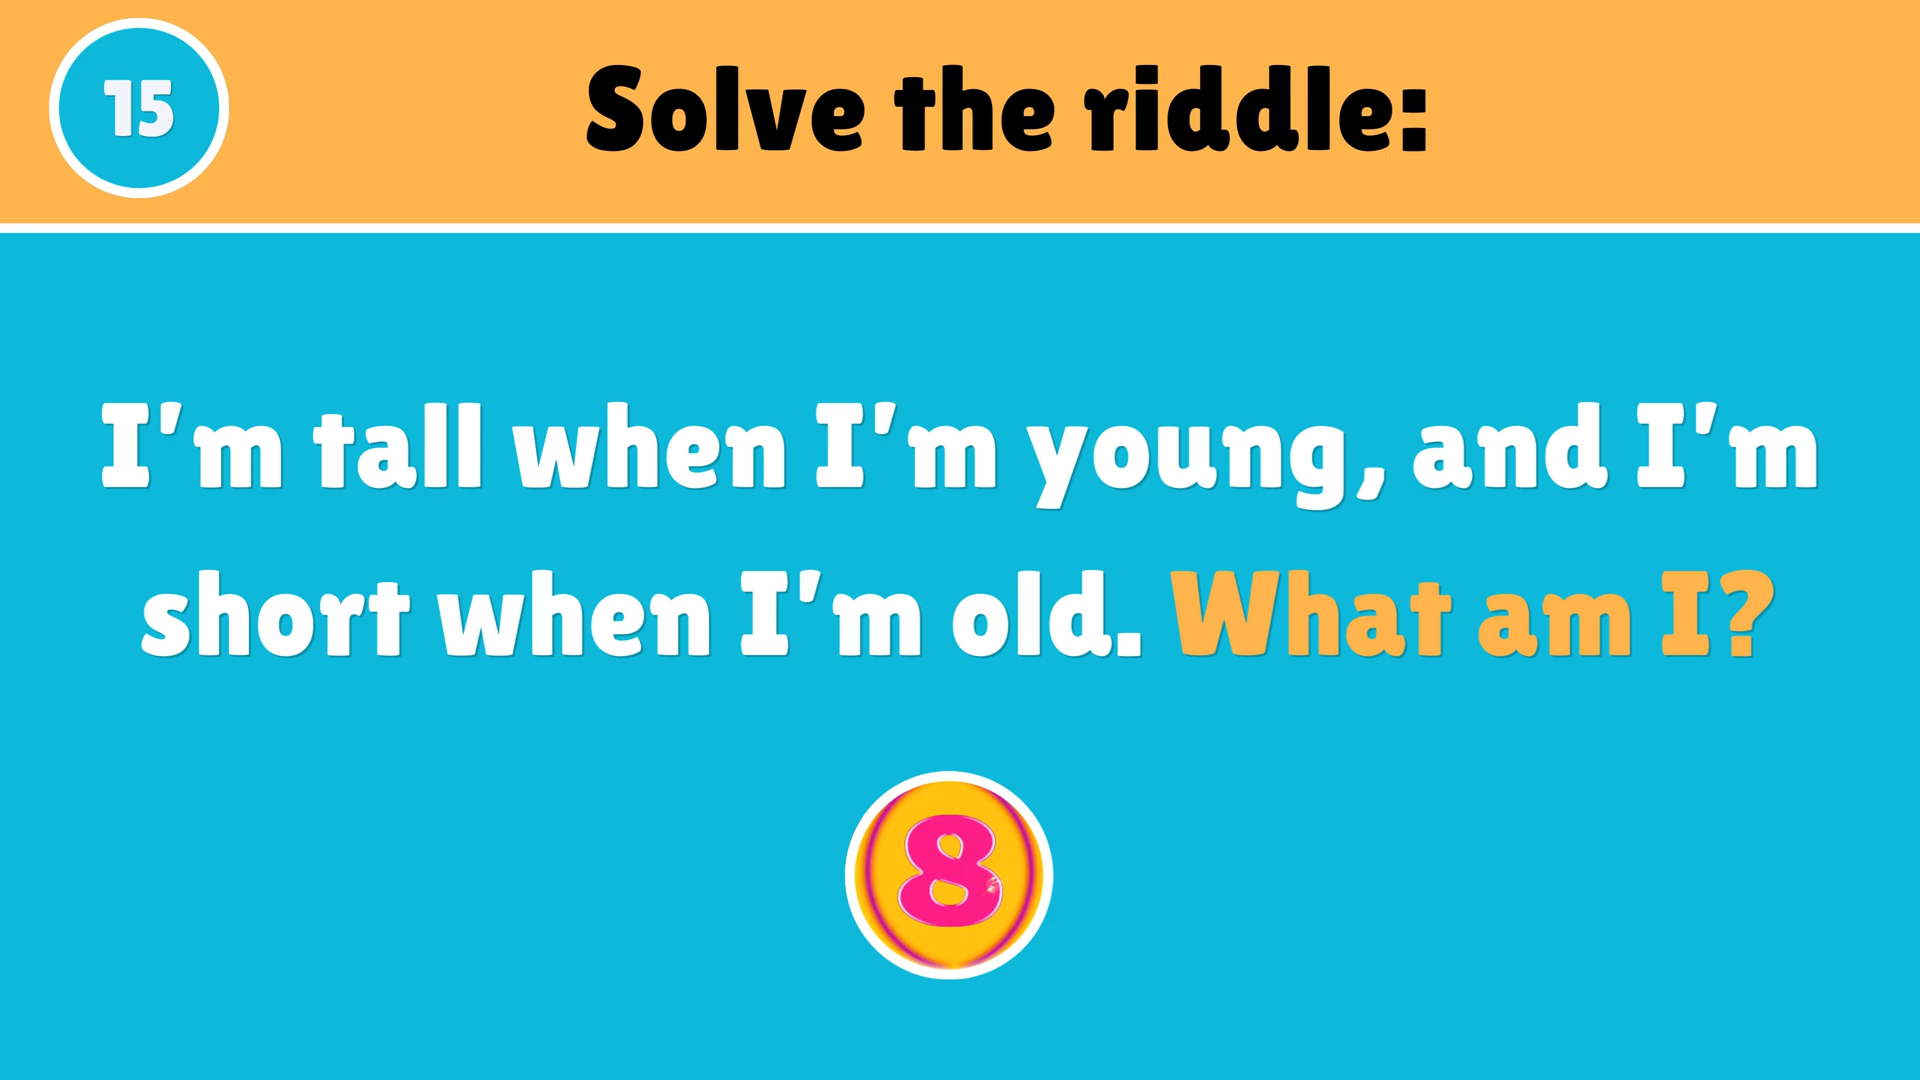 15
Solve the riddle:
I'm tall when I'm young, and I'm
short when I'm old. What am I?
8